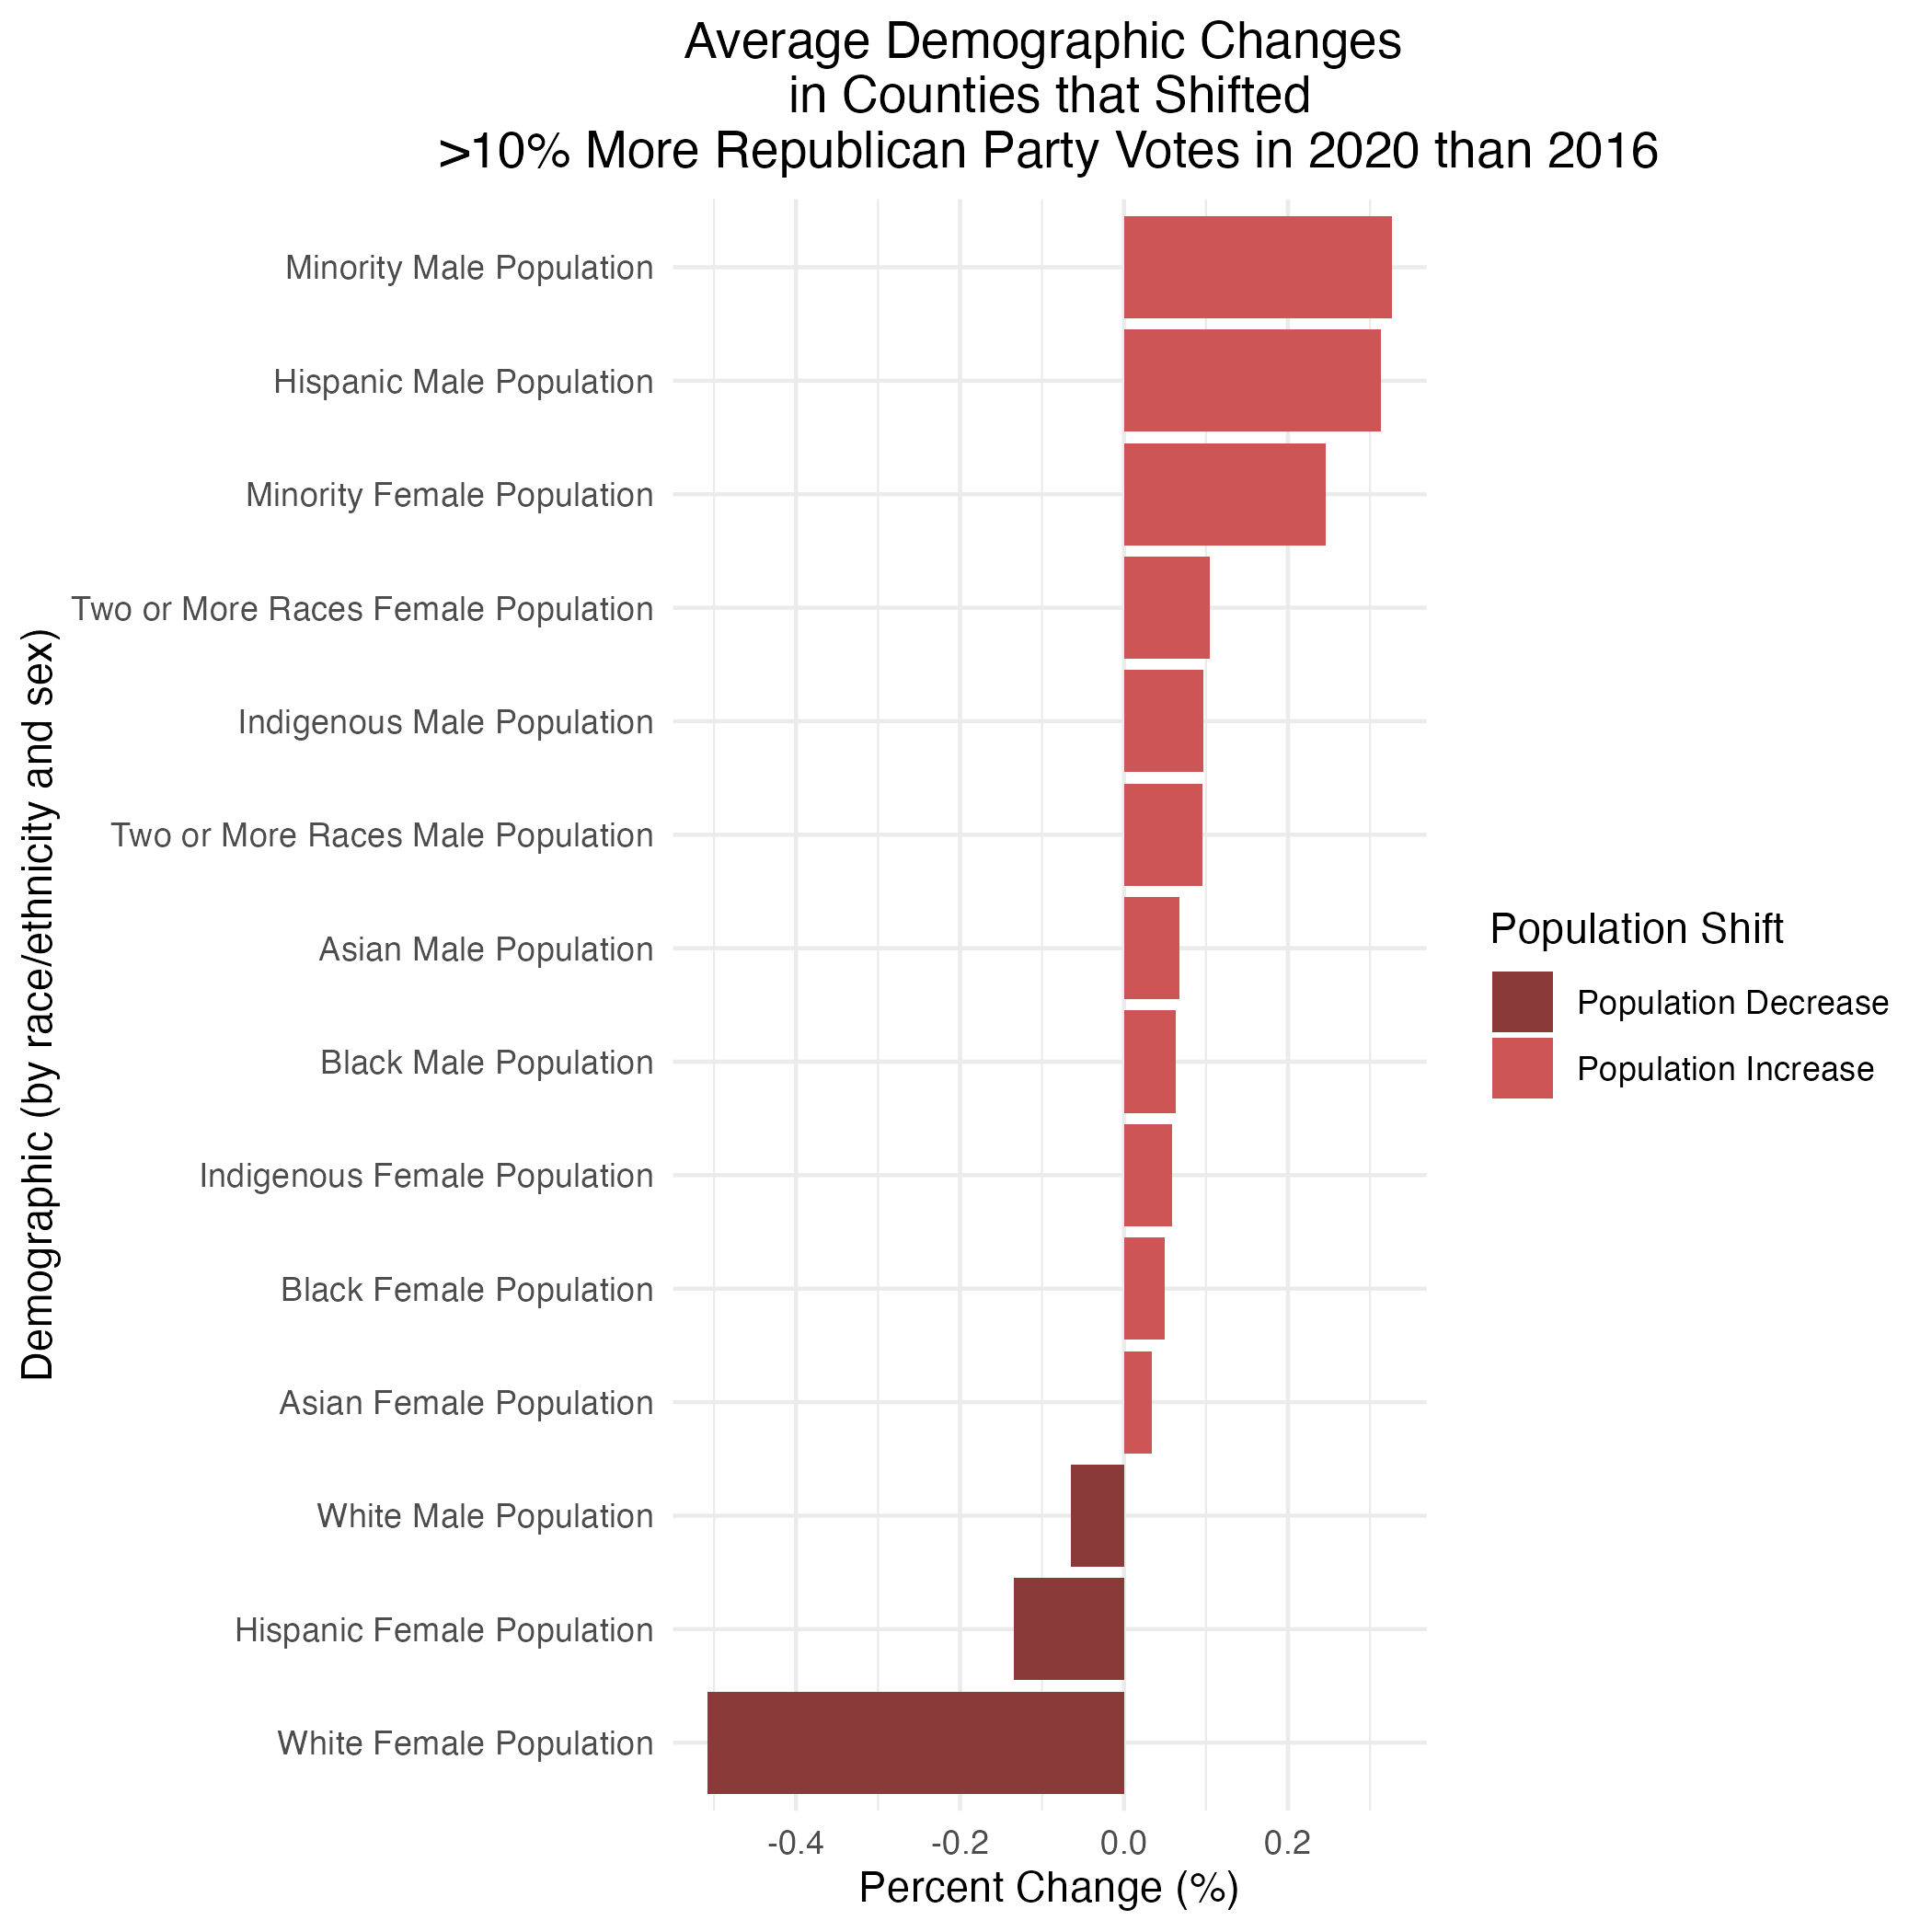 Average Demographic Changes
in Counties that Shifted
>10% More Republican Party Votes in 2020 than 2016
Demographic (by race/ethnicity and sex)
Minority Male Population
Hispanic Male Population
Minority Female Population
Two or More Races Female Population
Indigenous Male Population
Two or More Races Male Population
Asian Male Population
Black Male Population
Indigenous Female Population
Black Female Population
Asian Female Population
White Male Population
Hispanic Female Population
White Female Population
-0.4 -0.2 0.0 0.2
Percent Change (%)
Population Shift
Population Decrease
Population Increase